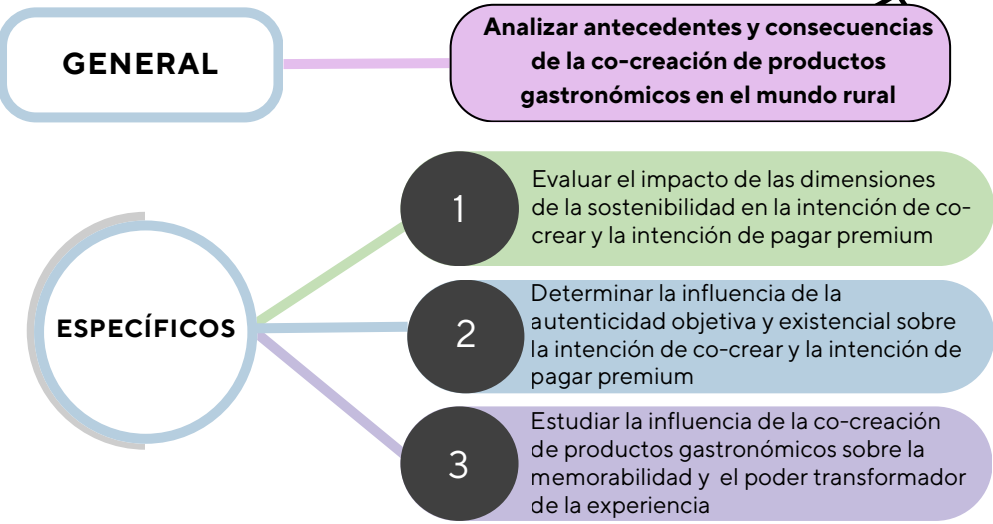 GENERAL
Analizar antecedentes y consecuencias
de la co-creación de productos
gastronómicos en el mundo rural
ESPECÍFICOS
1
Evaluar el impacto de las dimensiones
de la sostenibilidad en la intención de co-
crear y la intención de pagar premium
2
Determinar la influencia de la
autenticidad objetiva y existencial sobre
la intención de co-crear y la intención de
pagar premium
3
Estudiar la influencia de la co-creación
de productos gastronómicos sobre la
memorabilidad y el poder transformador
de la experiencia